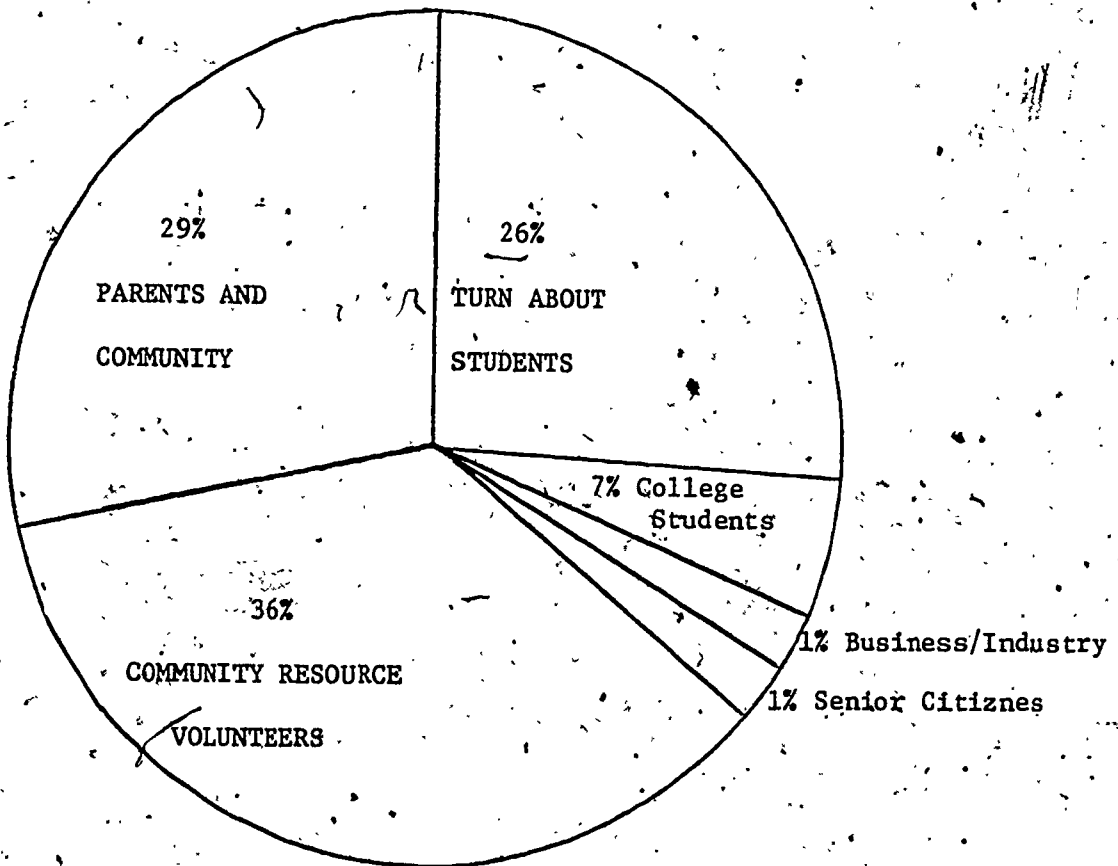 29%
PARENTS AND
COMMUNITY
26%
TURN ABOUT
STUDENTS
7% College
Students
1% Business/Industry
1% Senior Citiznes
36%
COMMUNITY RESOURCE
VOLUNTEERS